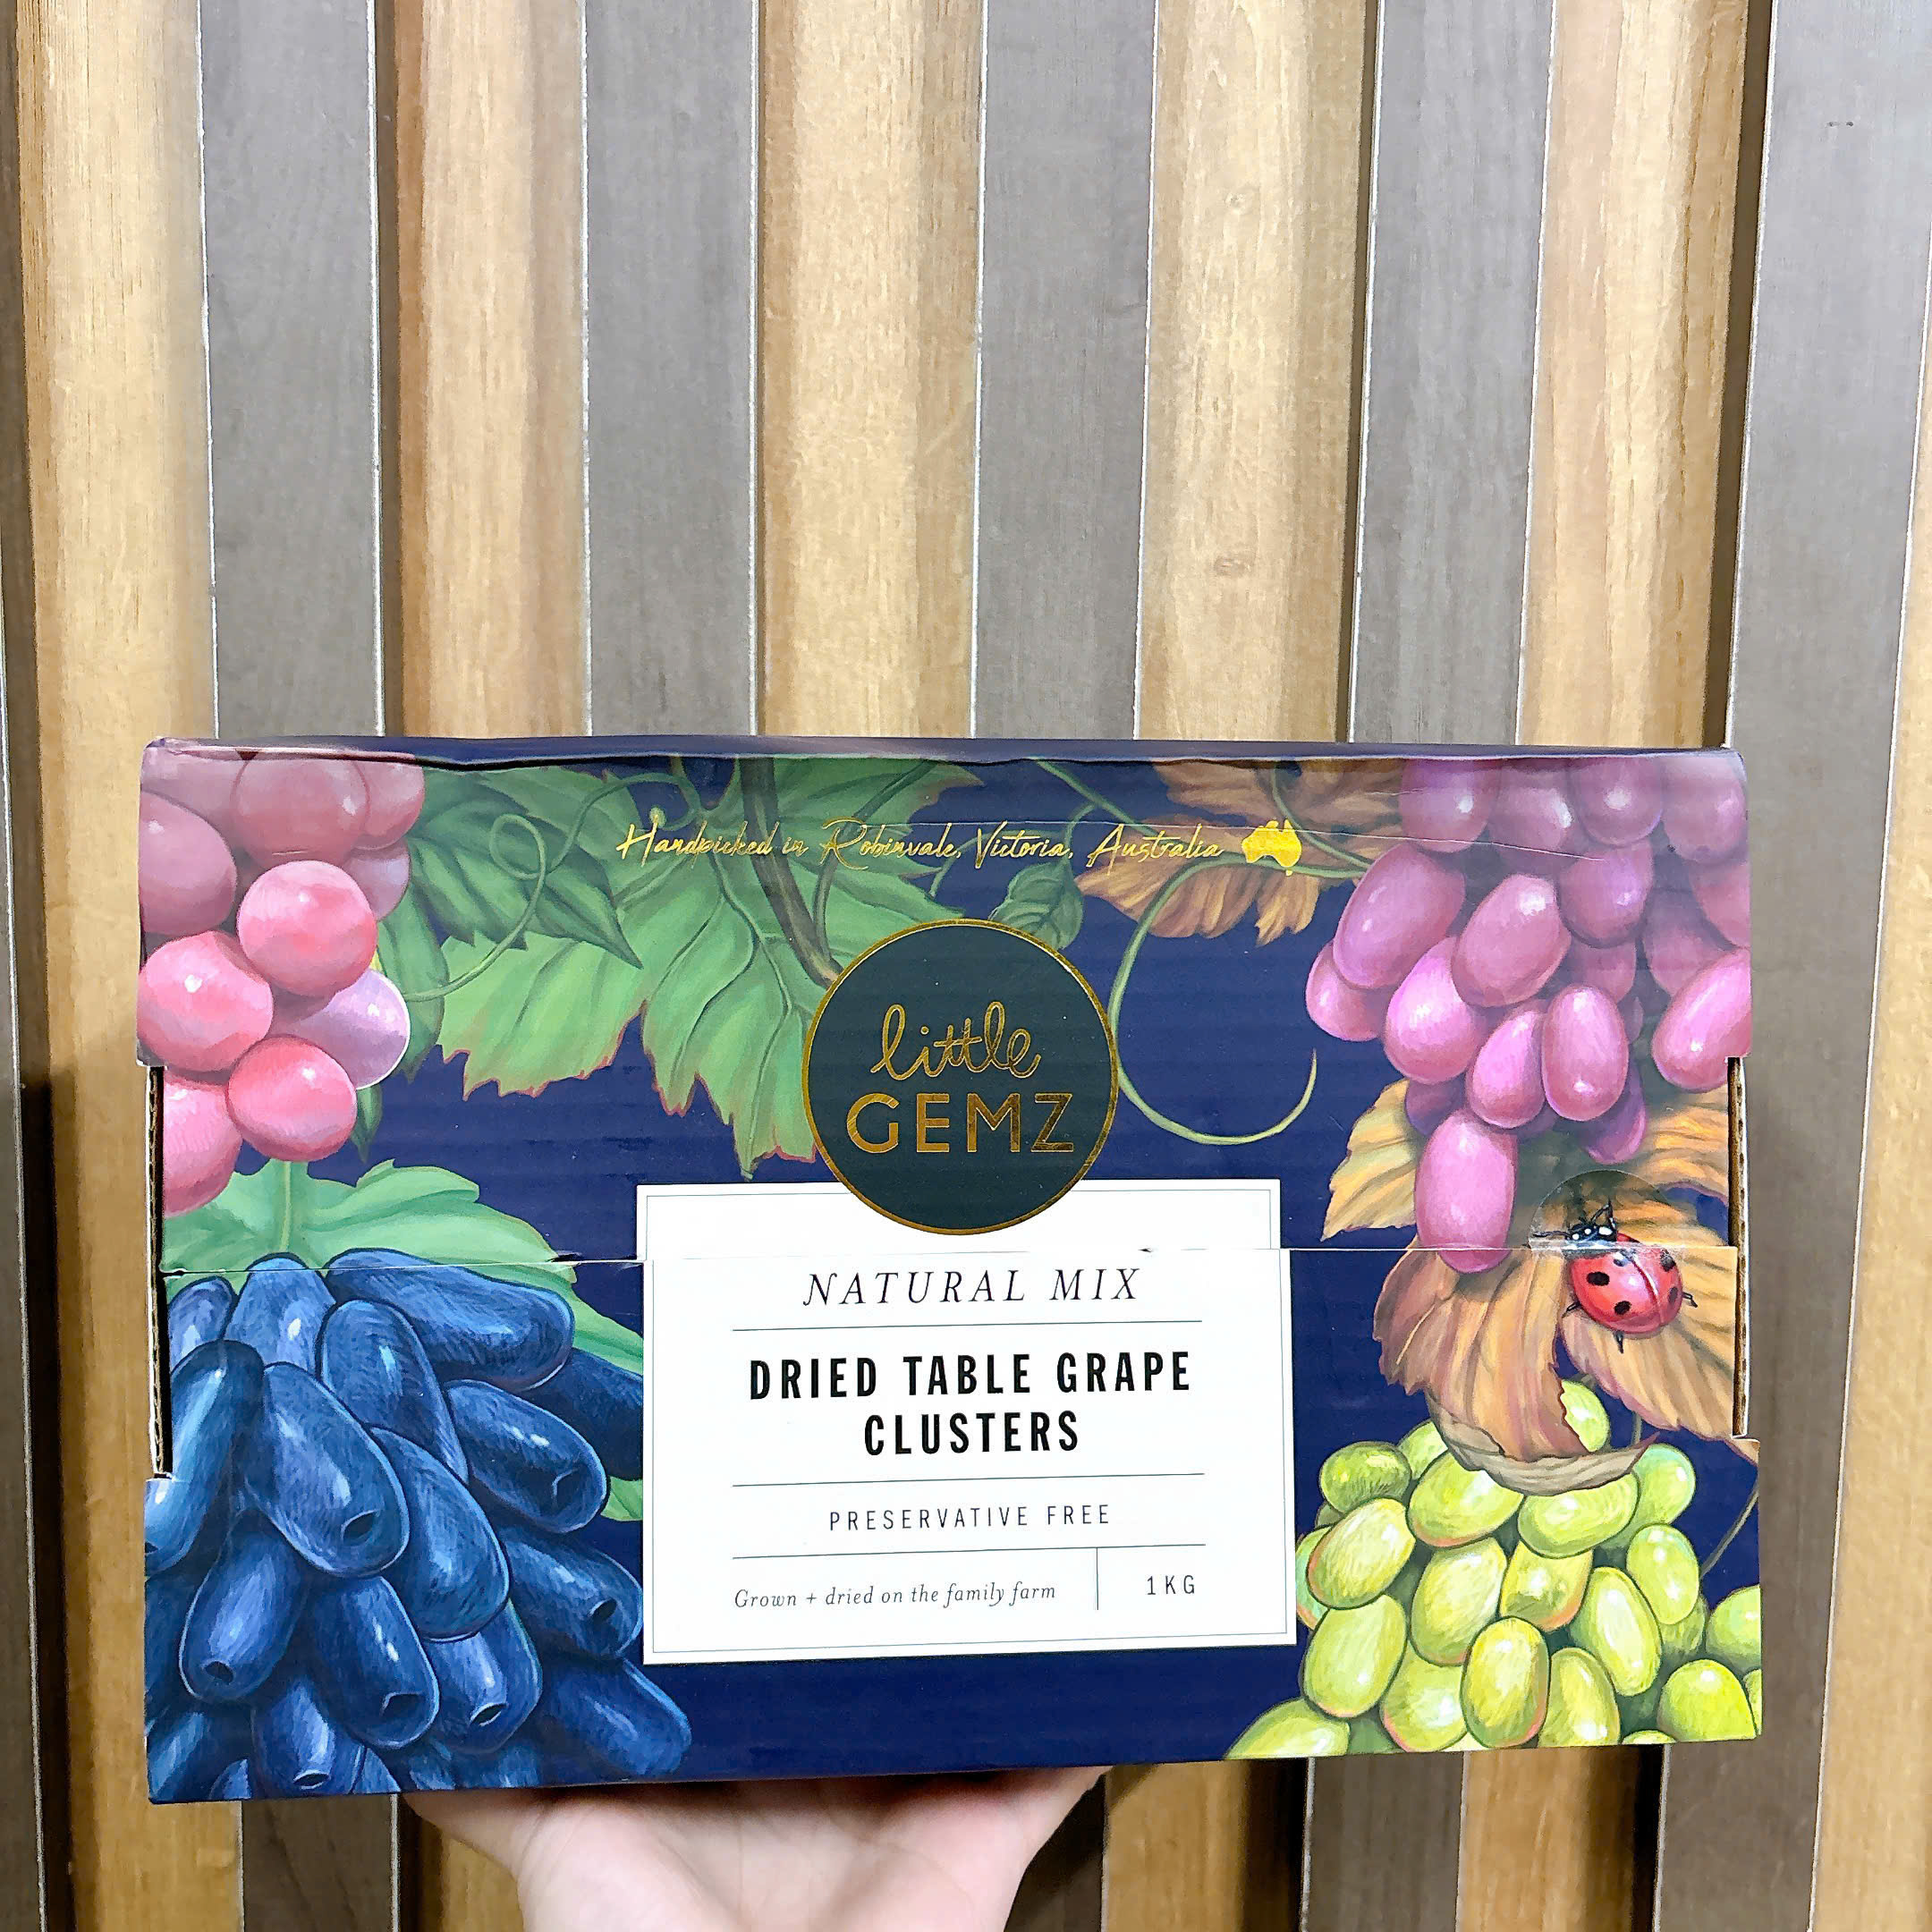 Handpicked in Robinvale, Victoria, Australia
little
GEMZ
NATURAL MIX
DRIED TABLE GRAPE
CLUSTERS
PRESERVATIVE FREE
Grown + dried on the family farm
1KG